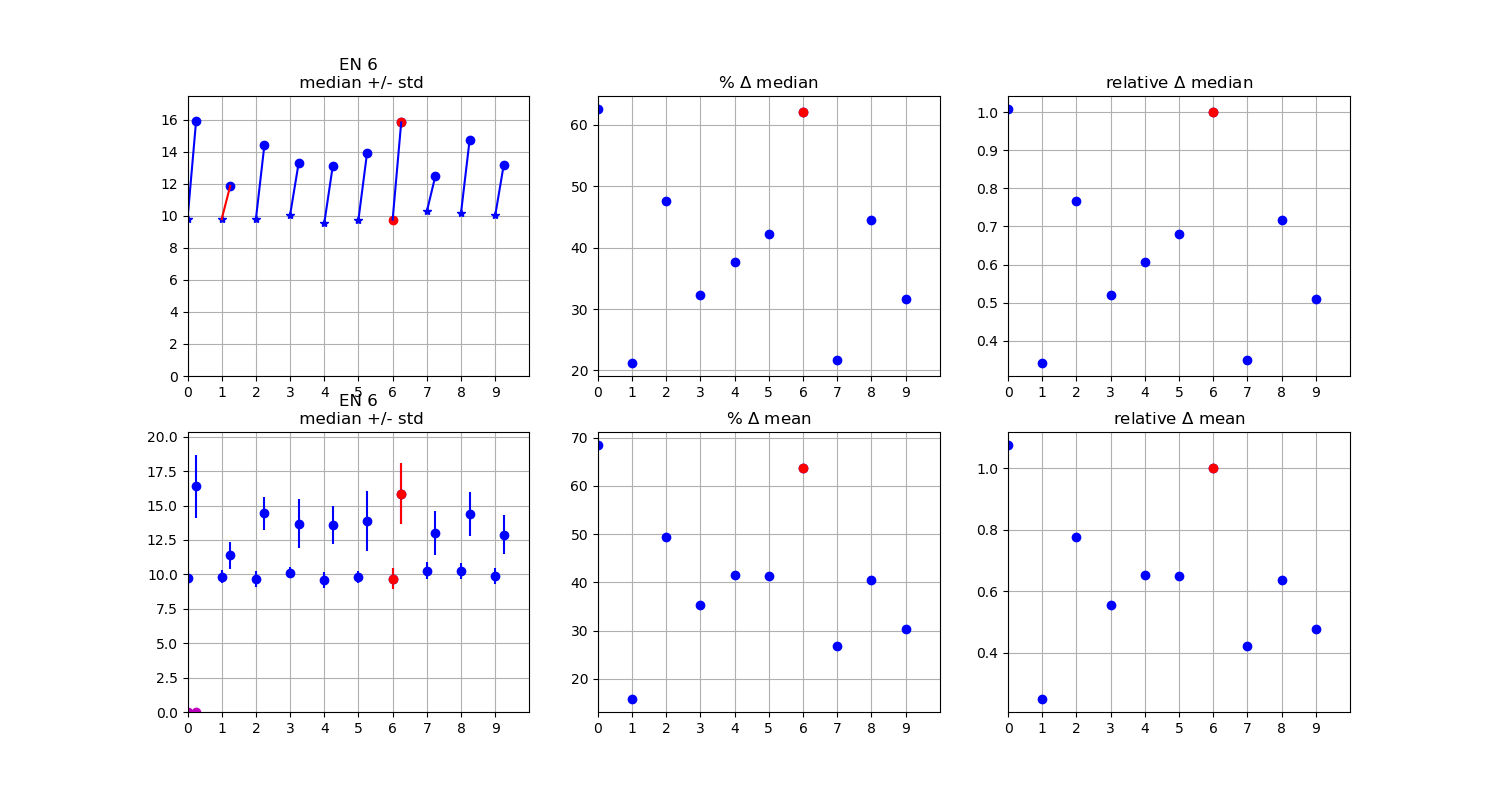 EN 6
median +/- std
% Δ median
relative Δ median
16
14
12
10
8
6
4
2
0
0 1 2 3 4 5 6 7 8 9
60
50
40
30
20
0 1 2 3 4 5 6 7 8 9
1.0
0.9
0.8
0.7
0.6
0.5
0.4
0 1 2 3 4 5 6 7 8 9
EN 6
median +/- std
% Δ mean
relative Δ mean
20.0
17.5
15.0
12.5
10.0
7.5
5.0
2.5
0.0
0 1 2 3 4 5 6 7 8 9
70
60
50
40
30
20
0 1 2 3 4 5 6 7 8 9
1.0
0.8
0.6
0.4
0 1 2 3 4 5 6 7 8 9